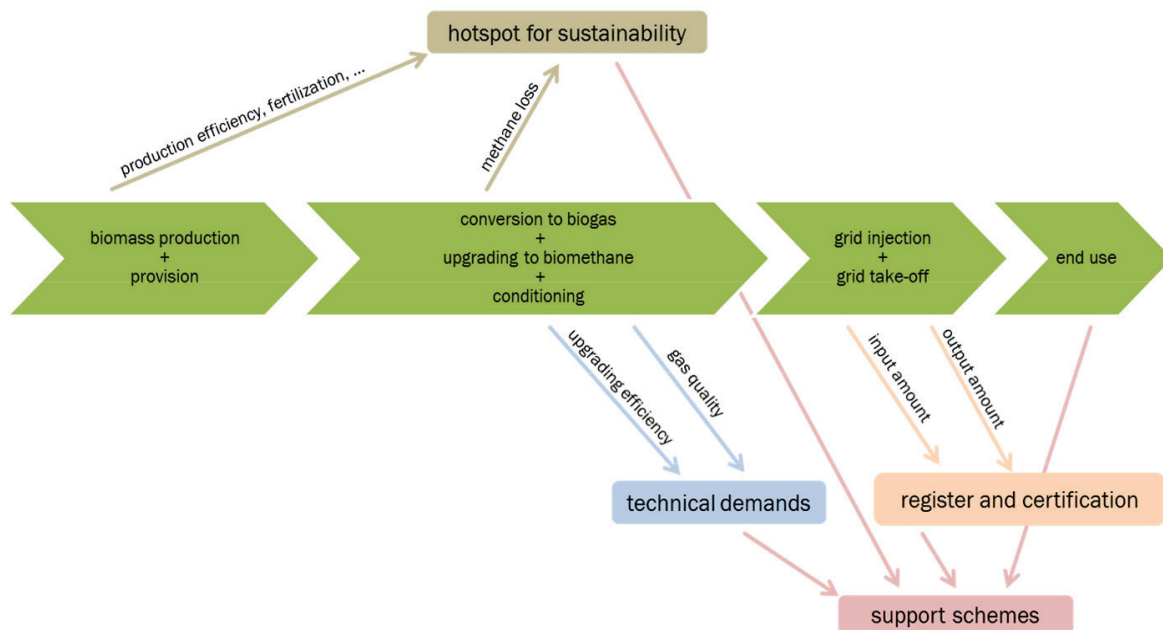 hotspot for sustainability
production efficiency, fertilization, ...
methane loss
biomass production
+
provision
conversion to biogas
+
upgrading to biomethane
+
conditioning
grid injection
+
grid take-off
end use
upgrading efficiency
gas quality
input amount
output amount
technical demands
register and certification
support schemes